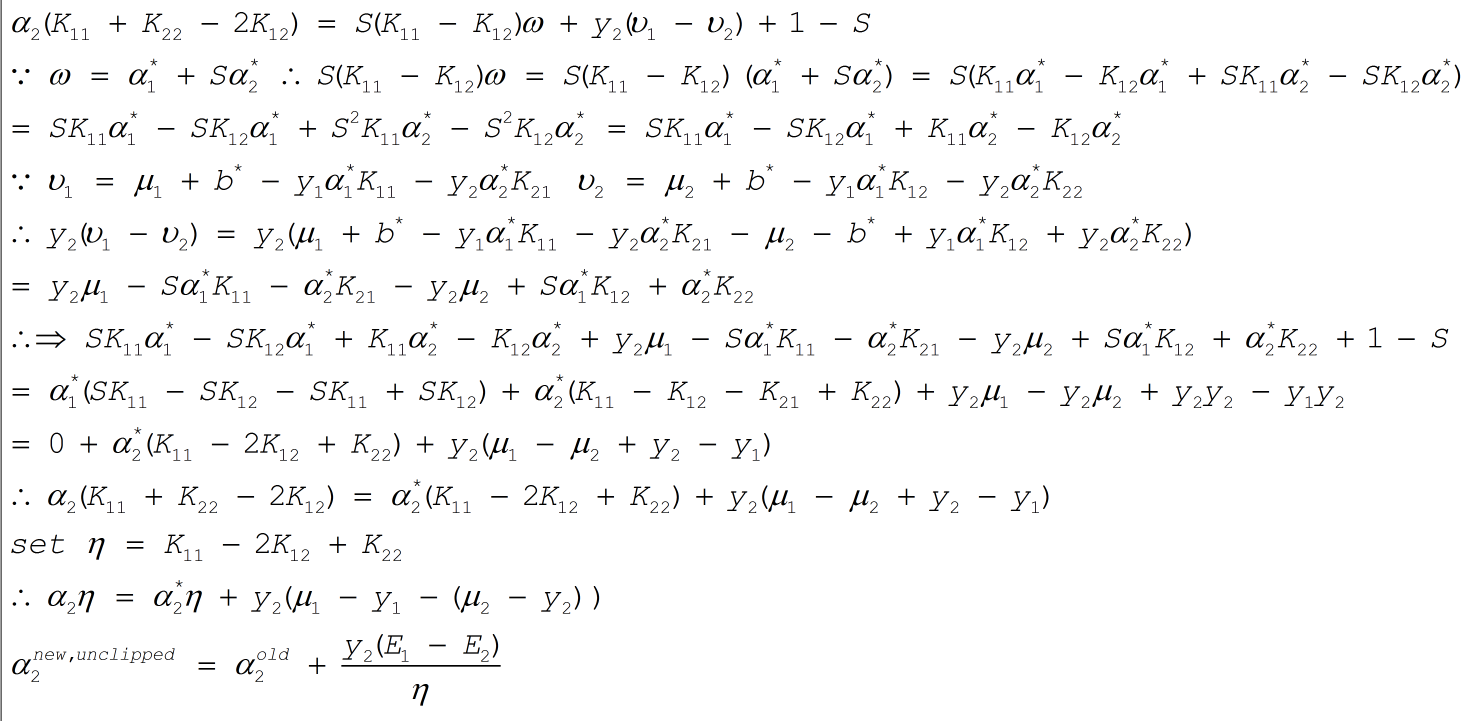 α₂(K₁₁ + K₂₂ − 2K₁₂) = S(K₁₁ − K₁₂)ω + y₂(υ₁ − υ₂) + 1 − S
∵ ω = α₁* + Sα₂* ∴ S(K₁₁ − K₁₂)ω = S(K₁₁ − K₁₂) (α₁* + Sα₂*) = S(K₁₁α₁* − K₁₂α₁* + SK₁₁α₂* − SK₁₂α₂*)
= SK₁₁α₁* − SK₁₂α₁* + S²K₁₁α₂* − S²K₁₂α₂* = SK₁₁α₁* − SK₁₂α₁* + K₁₁α₂* − K₁₂α₂*
∵ υ₁ = μ₁ + b* − y₁α₁*K₁₁ − y₂α₂*K₂₁ υ₂ = μ₂ + b* − y₁α₁*K₁₂ − y₂α₂*K₂₂
∴ y₂(υ₁ − υ₂) = y₂(μ₁ + b* − y₁α₁*K₁₁ − y₂α₂*K₂₁ − μ₂ − b* + y₁α₁*K₁₂ + y₂α₂*K₂₂)
= y₂μ₁ − Sα₁*K₁₁ − α₂*K₂₁ − y₂μ₂ + Sα₁*K₁₂ + α₂*K₂₂
∴⇒ SK₁₁α₁* − SK₁₂α₁* + K₁₁α₂* − K₁₂α₂* + y₂μ₁ − Sα₁*K₁₁ − α₂*K₂₁ − y₂μ₂ + Sα₁*K₁₂ + α₂*K₂₂ + 1 − S
= α₁*(SK₁₁ − SK₁₂ − SK₁₁ + SK₁₂) + α₂*(K₁₁ − K₁₂ − K₂₁ + K₂₂) + y₂μ₁ − y₂μ₂ + y₂y₂ − y₁y₂
= 0 + α₂*(K₁₁ − 2K₁₂ + K₂₂) + y₂(μ₁ − μ₂ + y₂ − y₁)
∴ α₂(K₁₁ + K₂₂ − 2K₁₂) = α₂*(K₁₁ − 2K₁₂ + K₂₂) + y₂(μ₁ − μ₂ + y₂ − y₁)
set η = K₁₁ − 2K₁₂ + K₂₂
∴ α₂η = α₂*η + y₂(μ₁ − y₁ − (μ₂ − y₂) )
α₂^{new,unclipped} = α₂^{old} + \frac{y₂(E₁ − E₂)}{η}